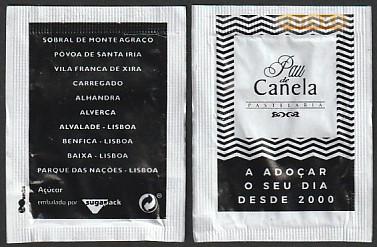 SOBRAL DE MONTE AGRAÇO
PÓVOA DE SANTA IRIA
VILA FRANCA DE XIRA
CARREGADO
ALHANDRA
ALVERCA
ALVALADE - LISBOA
BENFICA - LISBOA
BAIXA - LISBOA
PARQUE DAS NAÇÕES - LISBOA
Açúcar
embalado por sugarpack
Pau
de
Canela
PASTELARIA
A ADOÇAR
O SEU DIA
DESDE 2000